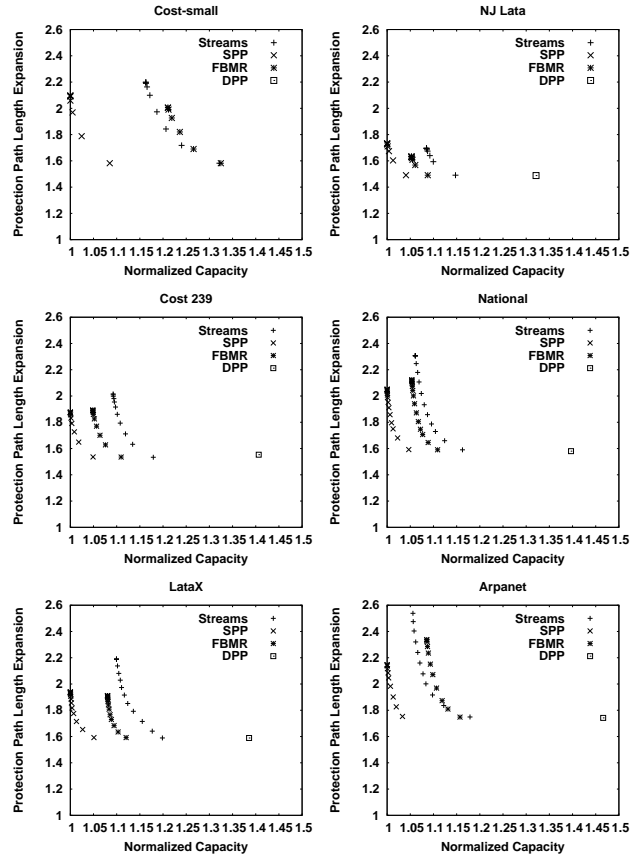 Cost-small
Protection Path Length Expansion
2.6
2.4
2.2
2
1.8
1.6
1.4
1.2
1
Streams
SPP
FBMR
DPP
1 1.05 1.1 1.15 1.2 1.25 1.3 1.35 1.4 1.45 1.5
Normalized Capacity
NJ Lata
Protection Path Length Expansion
2.6
2.4
2.2
2
1.8
1.6
1.4
1.2
1
Streams
SPP
FBMR
DPP
1 1.05 1.1 1.15 1.2 1.25 1.3 1.35 1.4 1.45 1.5
Normalized Capacity
Cost 239
Protection Path Length Expansion
2.6
2.4
2.2
2
1.8
1.6
1.4
1.2
1
Streams
SPP
FBMR
DPP
1 1.05 1.1 1.15 1.2 1.25 1.3 1.35 1.4 1.45 1.5
Normalized Capacity
National
Protection Path Length Expansion
2.6
2.4
2.2
2
1.8
1.6
1.4
1.2
1
Streams
SPP
FBMR
DPP
1 1.05 1.1 1.15 1.2 1.25 1.3 1.35 1.4 1.45 1.5
Normalized Capacity
LataX
Protection Path Length Expansion
2.6
2.4
2.2
2
1.8
1.6
1.4
1.2
1
Streams
SPP
FBMR
DPP
1 1.05 1.1 1.15 1.2 1.25 1.3 1.35 1.4 1.45 1.5
Normalized Capacity
Arpanet
Protection Path Length Expansion
2.6
2.4
2.2
2
1.8
1.6
1.4
1.2
1
Streams
SPP
FBMR
DPP
1 1.05 1.1 1.15 1.2 1.25 1.3 1.35 1.4 1.45 1.5
Normalized Capacity